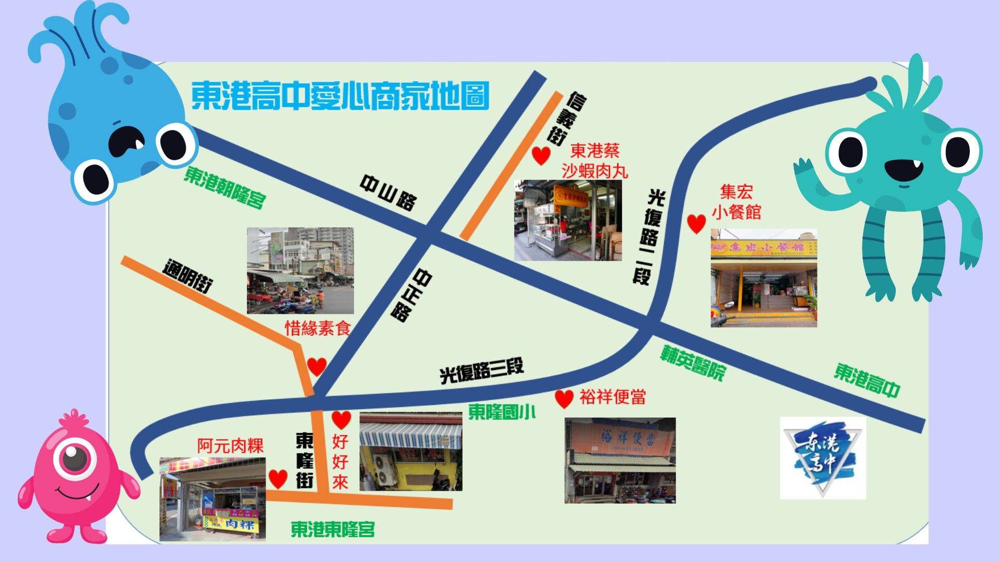 東港高中愛心商家地圖
信義街
東港蔡
沙蝦肉丸
東港朝隆宮
中山路
光復路二段
集宏
小餐館
集宏小餐館
通明街
中正路
惜緣素食
輔英醫院
光復路三段
東港高中
東隆國小
裕祥便當
裕祥便當
东港
高中
阿元肉粿
東隆街
好好來
肉粿
東港東隆宮